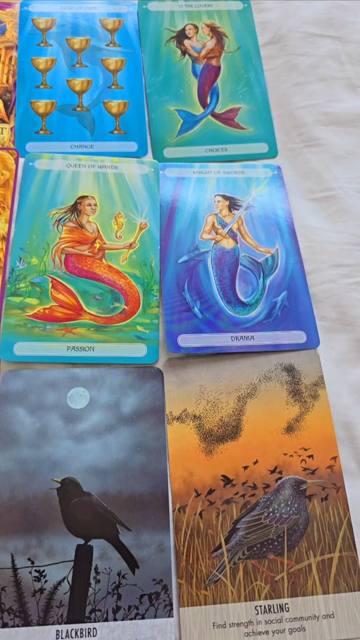 VI THE LOVERS
CHANGE
CHOICES
QUEEN OF WANDS
KNIGHT OF SWORDS
PASSION
DRAMA
BLACKBIRD
STARLING
Find strength in social community and
achieve your goals